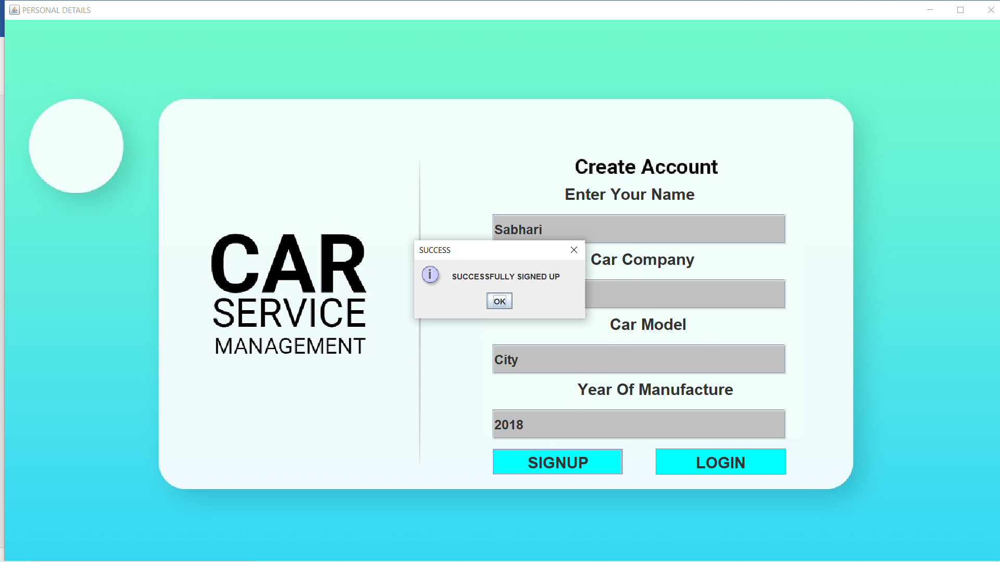 PERSONAL DETAILS
CAR
SERVICE
MANAGEMENT
Create Account
Enter Your Name
Sabhari
SUCCESS
SUCCESSFULLY SIGNED UP
OK
Car Company
Car Model
City
Year Of Manufacture
2018
SIGNUP
LOGIN